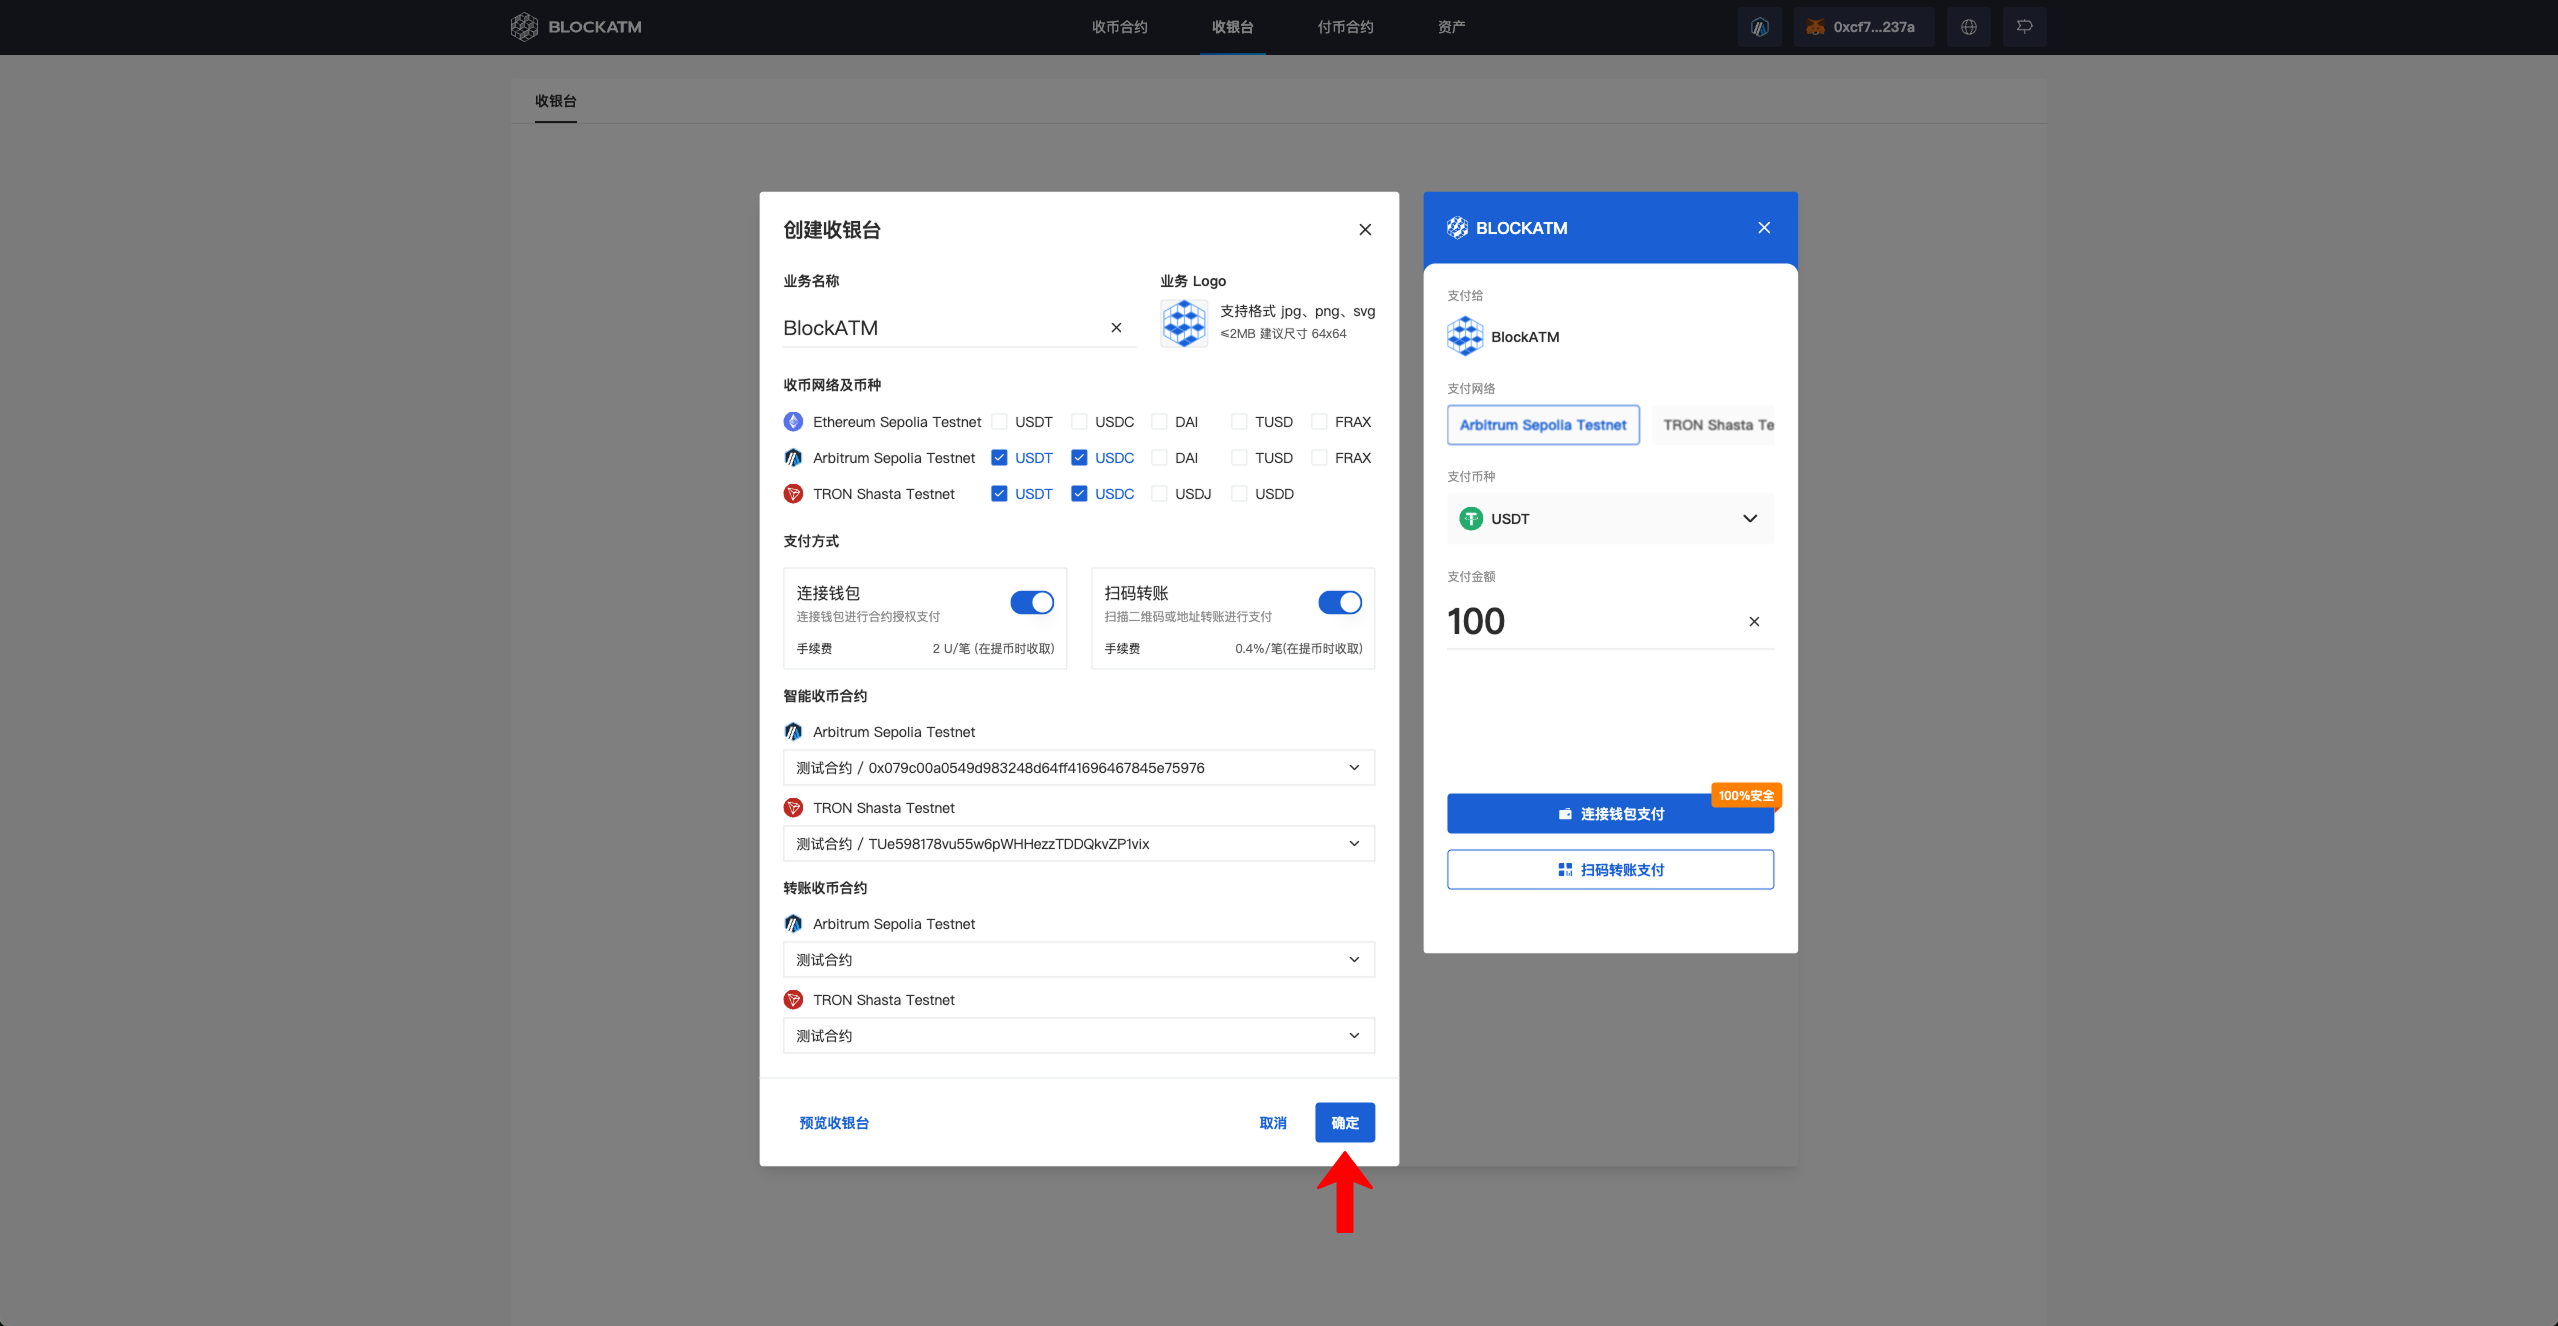 BLOCKATM
收币合约
收银台
付币合约
资产
0xcf7...237a
收银台
创建收银台
业务名称
业务 Logo
BlockATM
支持格式 jpg、png、svg
≤2MB 建议尺寸 64x64
收币网络及币种
Ethereum Sepolia Testnet USDT USDC DAI TUSD FRAX
Arbitrum Sepolia Testnet USDT USDC DAI TUSD FRAX
TRON Shasta Testnet USDT USDC USDJ USDD
支付方式
连接钱包
连接钱包进行合约授权支付
手续费 2 U/笔 (在提币时收取)
扫码转账
扫描二维码或地址转账进行支付
手续费 0.4%/笔(在提币时收取)
智能收币合约
Arbitrum Sepolia Testnet
测试合约 / 0x079c00a0549d983248d64ff41696467845e75976
TRON Shasta Testnet
测试合约 / TUe598178vu55w6pWHHezzTDDQkvZP1vix
转账收币合约
Arbitrum Sepolia Testnet
测试合约
TRON Shasta Testnet
测试合约
预览收银台
取消
确定
BLOCKATM
支付给
BlockATM
支付网络
Arbitrum Sepolia Testnet
TRON Shasta Te
支付币种
USDT
支付金额
100
100%安全
连接钱包支付
扫码转账支付